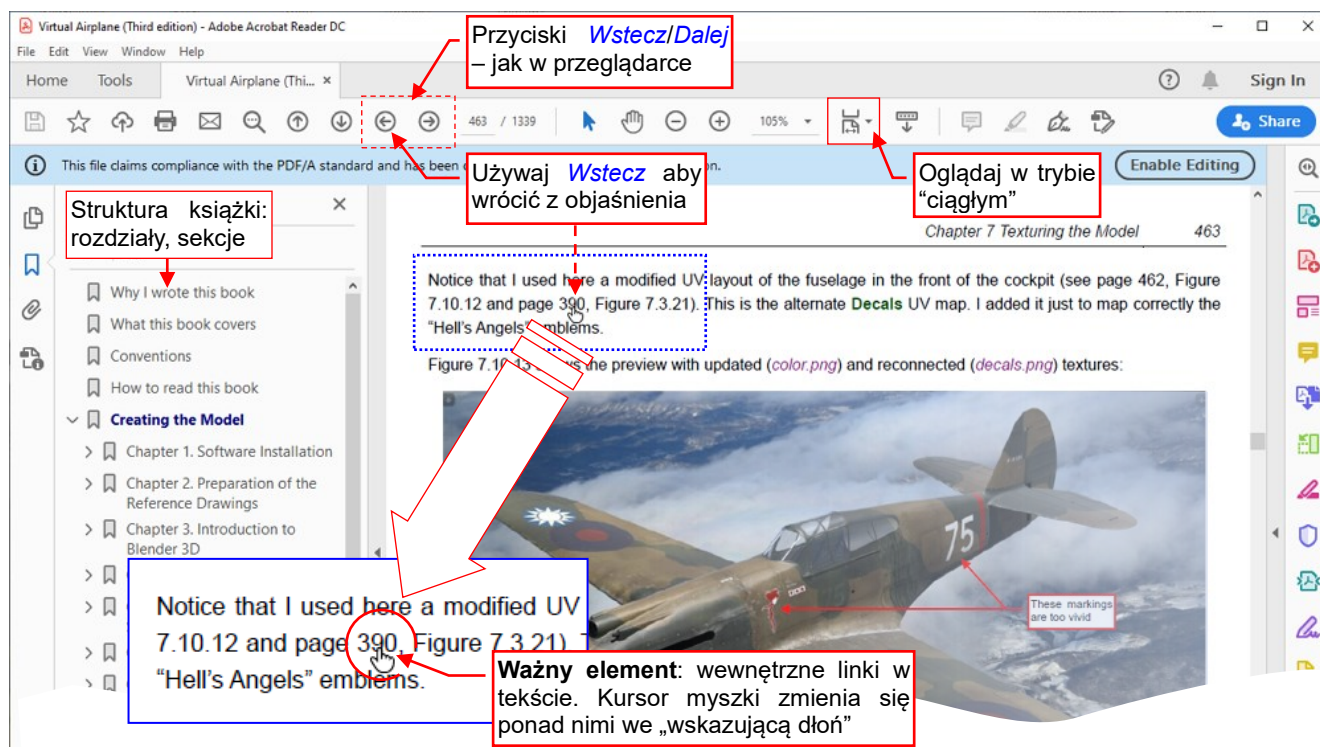 Virtual Airplane (Third edition) - Adobe Acrobat Reader DC
File Edit View Window Help
Przyciski Wstecz/Dalej
– jak w przeglądarce
Home Tools Virtual Airplane (Thi... ×
Sign In
463 / 1339
105%
Share
This file claims compliance with the PDF/A standard and has been
n.
Enable Editing
Używaj Wstecz aby
wrócić z objaśnienia
Oglądaj w trybie
“ciągłym”
Struktura książki:
rozdziały, sekcje
Why I wrote this book
What this book covers
Conventions
How to read this book
Creating the Model
Chapter 1. Software Installation
Chapter 2. Preparation of the
Reference Drawings
Chapter 3. Introduction to
Blender 3D
Chapter 7 Texturing the Model 463
Notice that I used here a modified UV layout of the fuselage in the front of the cockpit (see page 462, Figure
7.10.12 and page 390, Figure 7.3.21). This is the alternate Decals UV map. I added it just to map correctly the
“Hell’s Angels” emblems.
Figure 7.10.13 shows the preview with updated (color.png) and reconnected (decals.png) textures:
75
These markings
are too vivid
Notice that I used here a modified UV
7.10.12 and page 390, Figure 7.3.21).
“Hell’s Angels” emblems.
Ważny element: wewnętrzne linki w
tekście. Kursor myszki zmienia się
ponad nimi we „wskazującą dłoń”